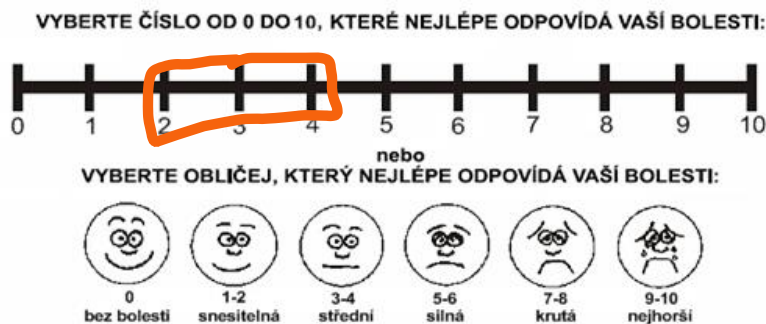 VYBERTE ČÍSLO OD 0 DO 10, KTERÉ NEJLÉPE ODPOVÍDÁ VAŠÍ BOLESTI:
0 1 2 3 4 5 6 7 8 9 10
nebo
VYBERTE OBLIČEJ, KTERÝ NEJLÉPE ODPOVÍDÁ VAŠÍ BOLESTI:
0 1-2 3-4 5-6 7-8 9-10
bez bolesti snesitelná střední silná krutá nejhorší